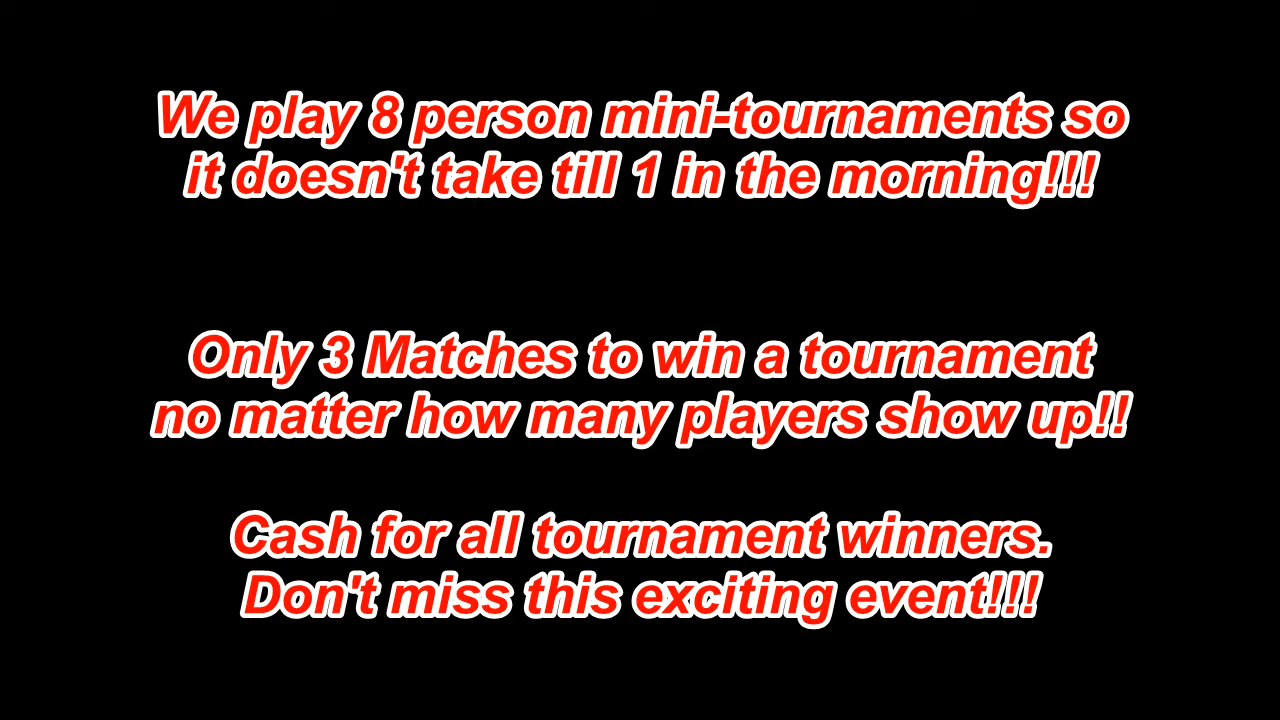 We play 8 person mini-tournaments so
it doesn't take till 1 in the morning!!!
Only 3 Matches to win a tournament
no matter how many players show up!!
Cash for all tournament winners.
Don't miss this exciting event!!!